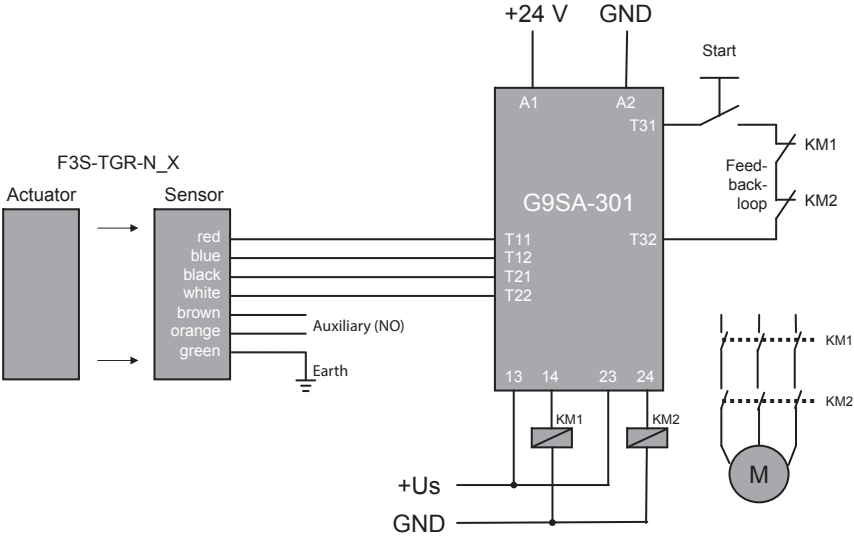 +24 V GND
Start
A1 A2
T31
KM1
Feed-
back-
loop
KM2
F3S-TGR-N_X
Actuator Sensor
G9SA-301
red T11 T32
blue T12
black T21
white T22
brown
orange Auxiliary (NO)
green
Earth
13 14 23 24
KM1 KM2
+Us
GND
KM1
KM2
M